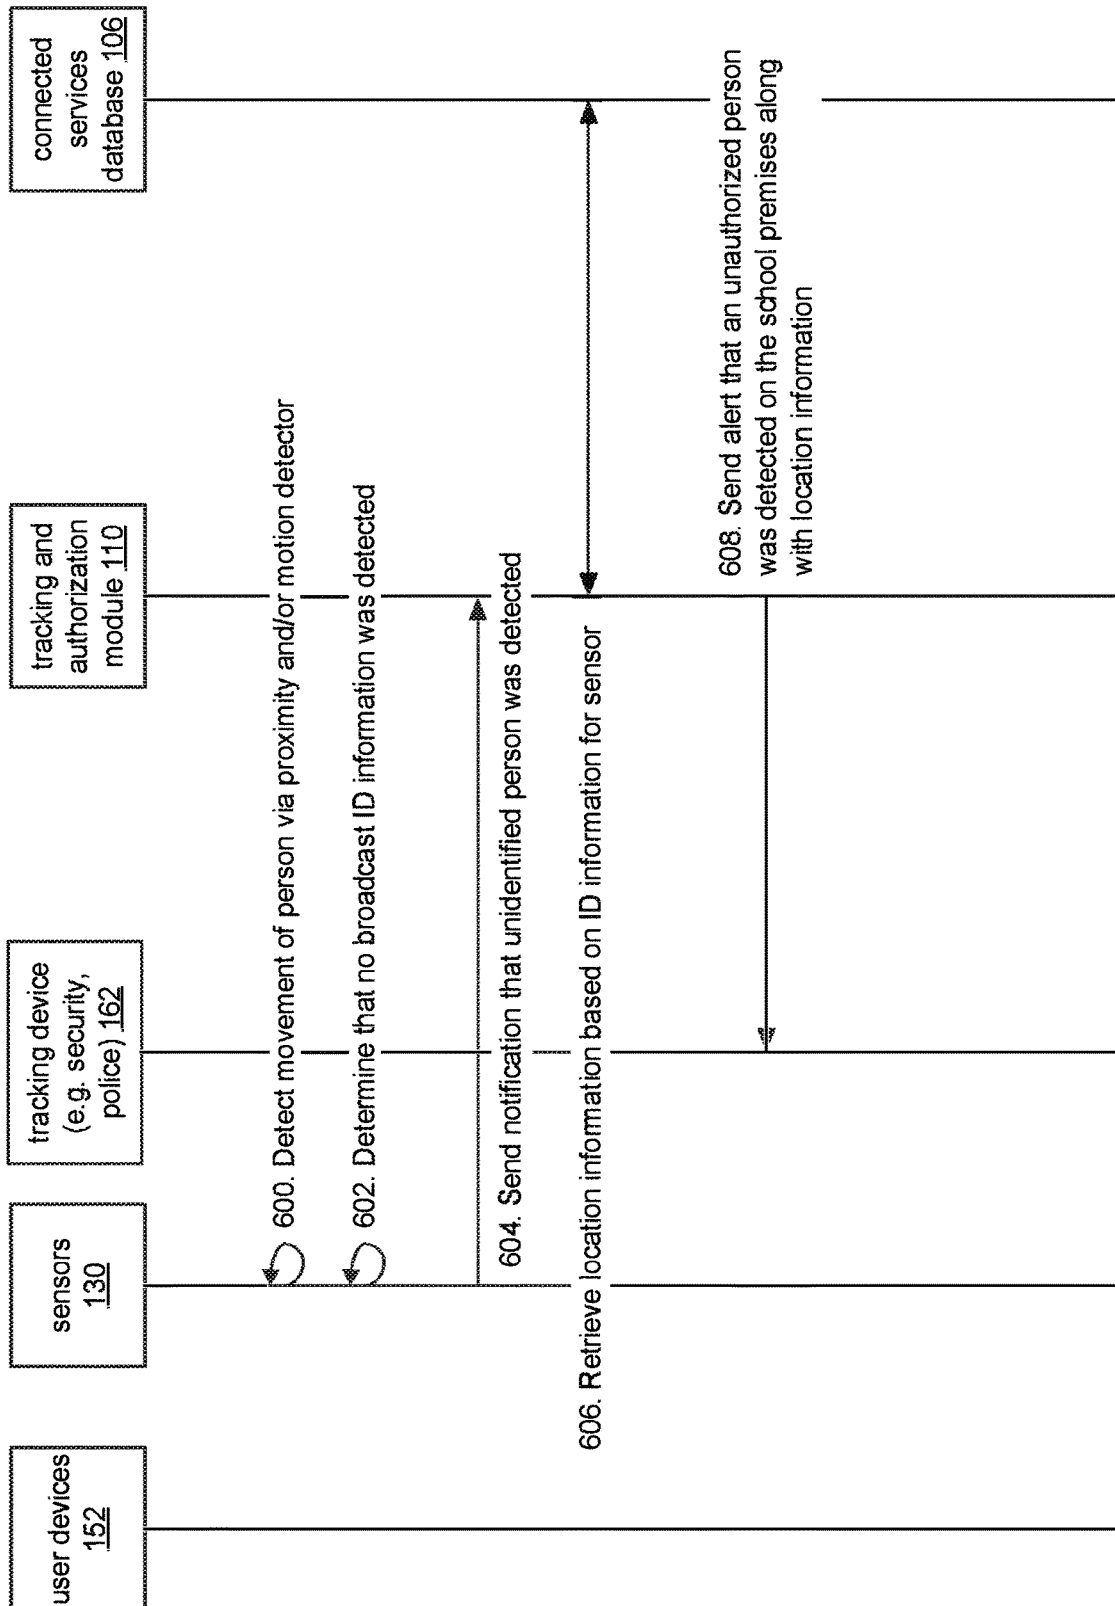 user devices
152
sensors
130
tracking device
(e.g. security,
police) 162
tracking and
authorization
module 110
connected
services
database 106
600. Detect movement of person via proximity and/or motion detector
602. Determine that no broadcast ID information was detected
604. Send notification that unidentified person was detected
606. Retrieve location information based on ID information for sensor
608. Send alert that an unauthorized person
was detected on the school premises along
with location information